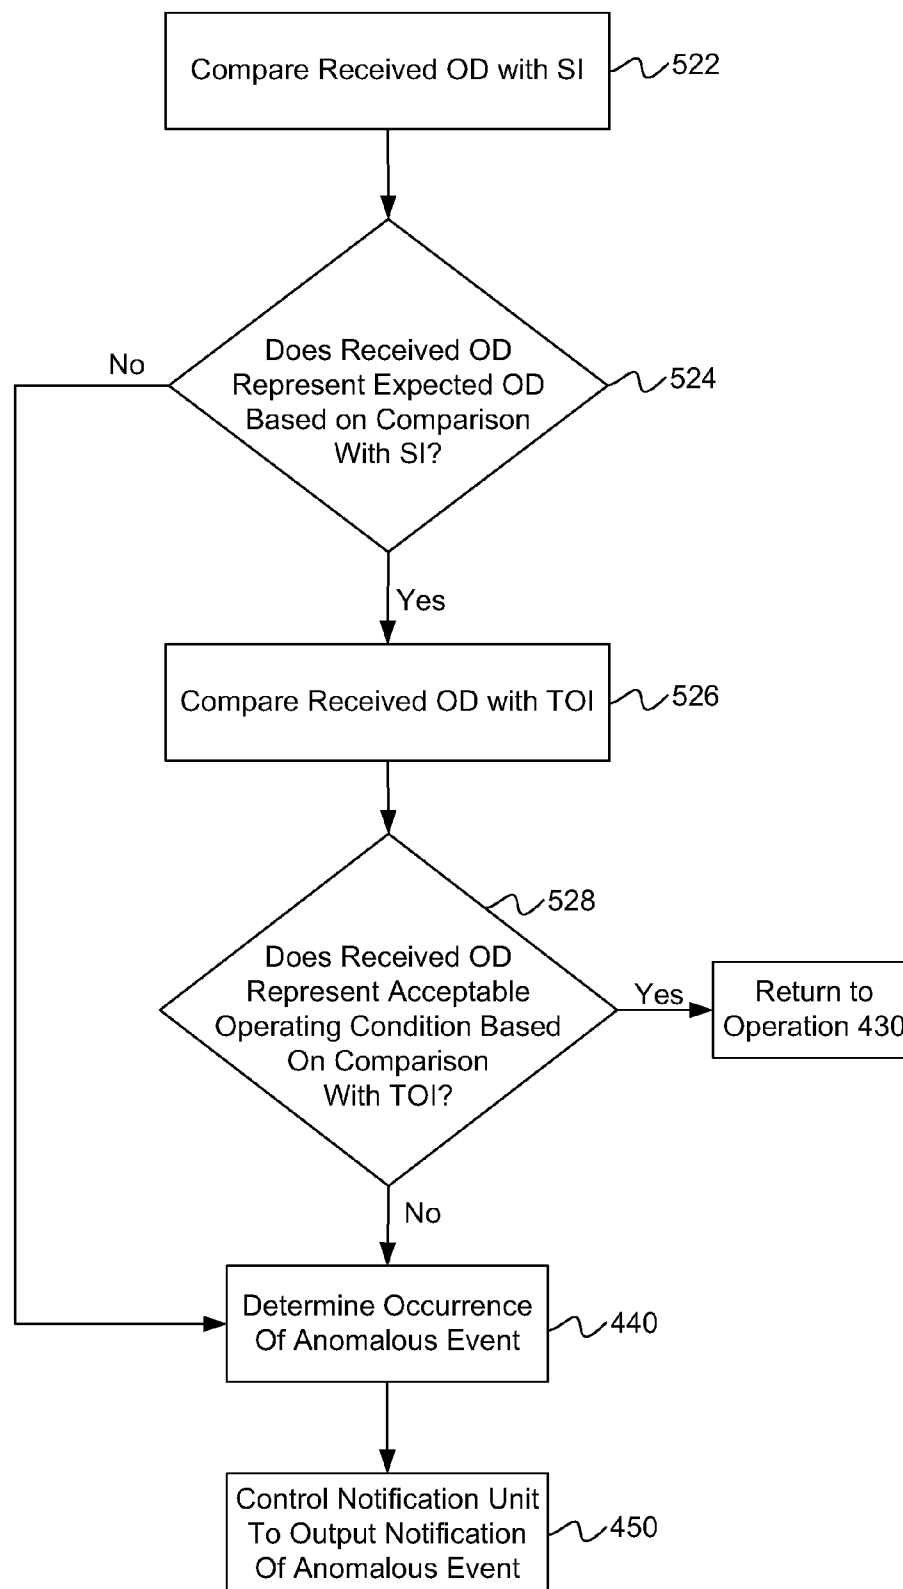 Compare Received OD with SI
522
Does Received OD
Represent Expected OD
Based on Comparison
With SI?
524
No
Yes
Compare Received OD with TOI
526
528
Does Received OD
Represent Acceptable
Operating Condition Based
On Comparison
With TOI?
Yes
Return to
Operation 430
No
Determine Occurrence
Of Anomalous Event
440
Control Notification Unit
To Output Notification
Of Anomalous Event
450